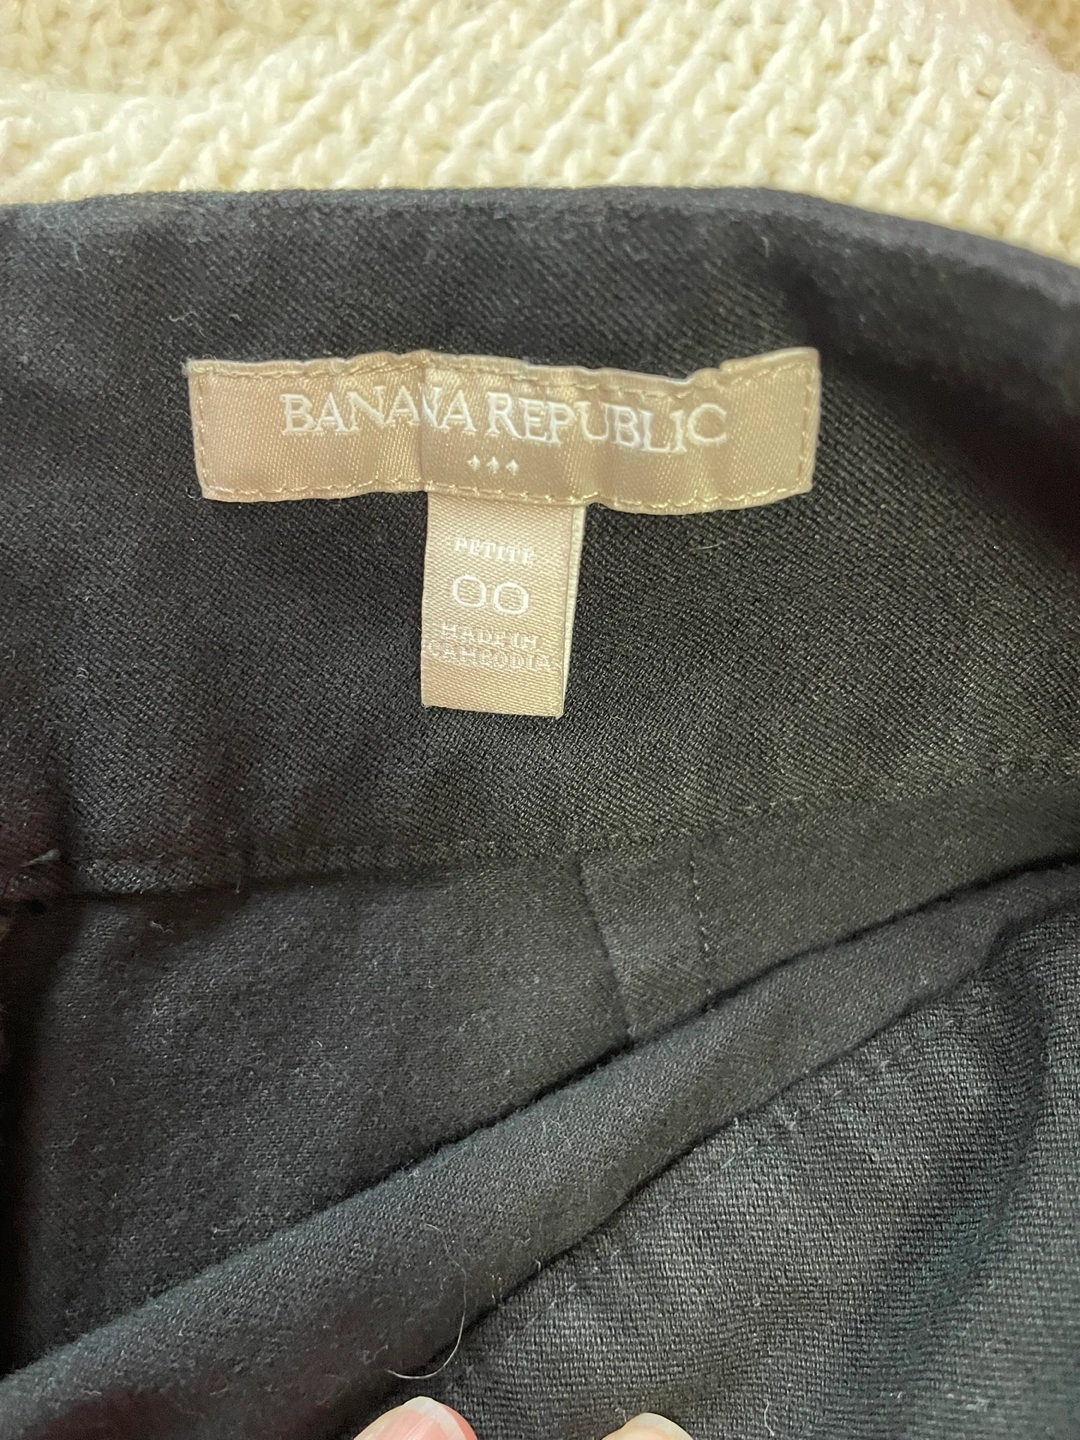 BANANA REPUBLIC
PETITE
00
MADE IN
CAMBODIA